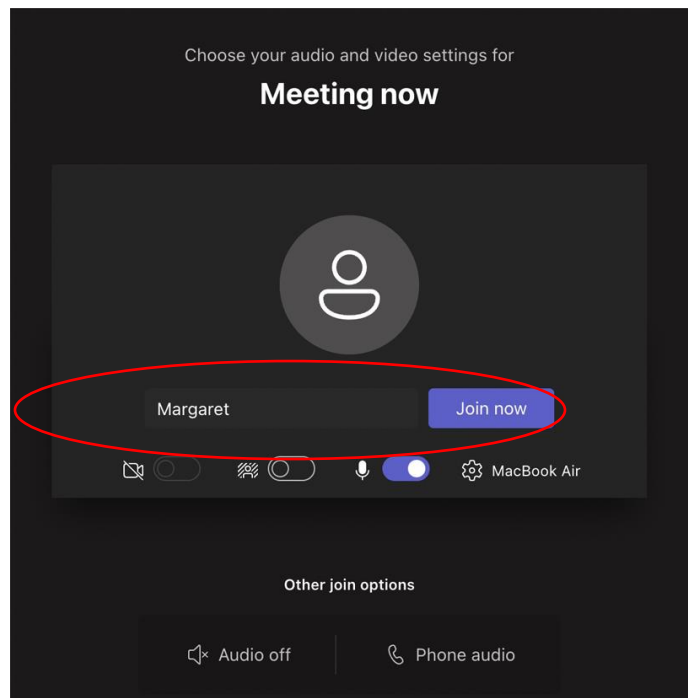 Choose your audio and video settings for
Meeting now
Margaret
Join now
MacBook Air
Other join options
Audio off
Phone audio